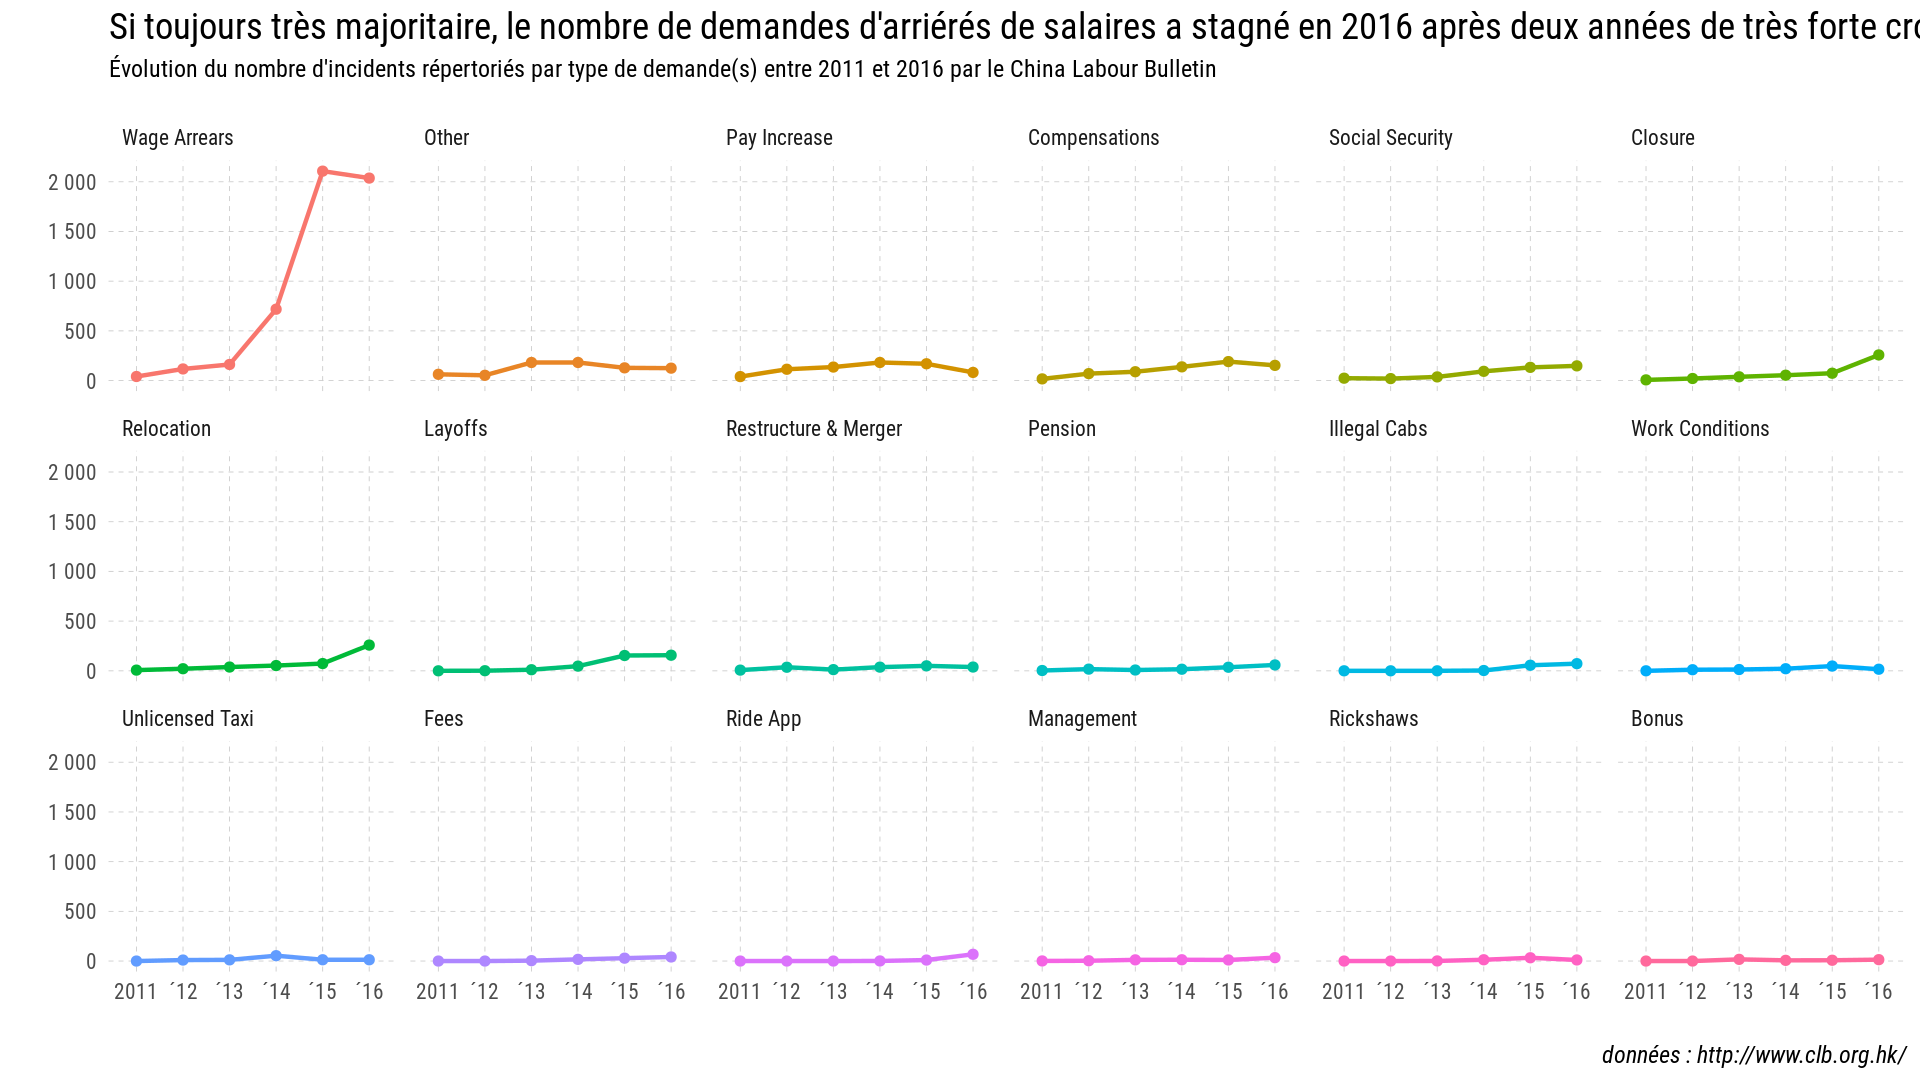 Si toujours très majoritaire, le nombre de demandes d'arriérés de salaires a stagné en 2016 après deux années de très forte
Évolution du nombre d'incidents répertoriés par type de demande(s) entre 2011 et 2016 par le China Labour Bulletin
Wage Arrears Other Pay Increase Compensations Social Security Closure
2 000
1 500
1 000
500
0
Relocation Layoffs Restructure & Merger Pension Illegal Cabs Work Conditions
2 000
1 500
1 000
500
0
Unlicensed Taxi Fees Ride App Management Rickshaws Bonus
2 000
1 500
1 000
500
0
2011 ´12 ´13 ´14 ´15 ´16 2011 ´12 ´13 ´14 ´15 ´16 2011 ´12 ´13 ´14 ´15 ´16 2011 ´12 ´13 ´14 ´15 ´16 2011 ´12 ´13 ´14 ´15 ´16 2011 ´12 ´13 ´14 ´15 ´16
données : http://www.clb.org.hk/